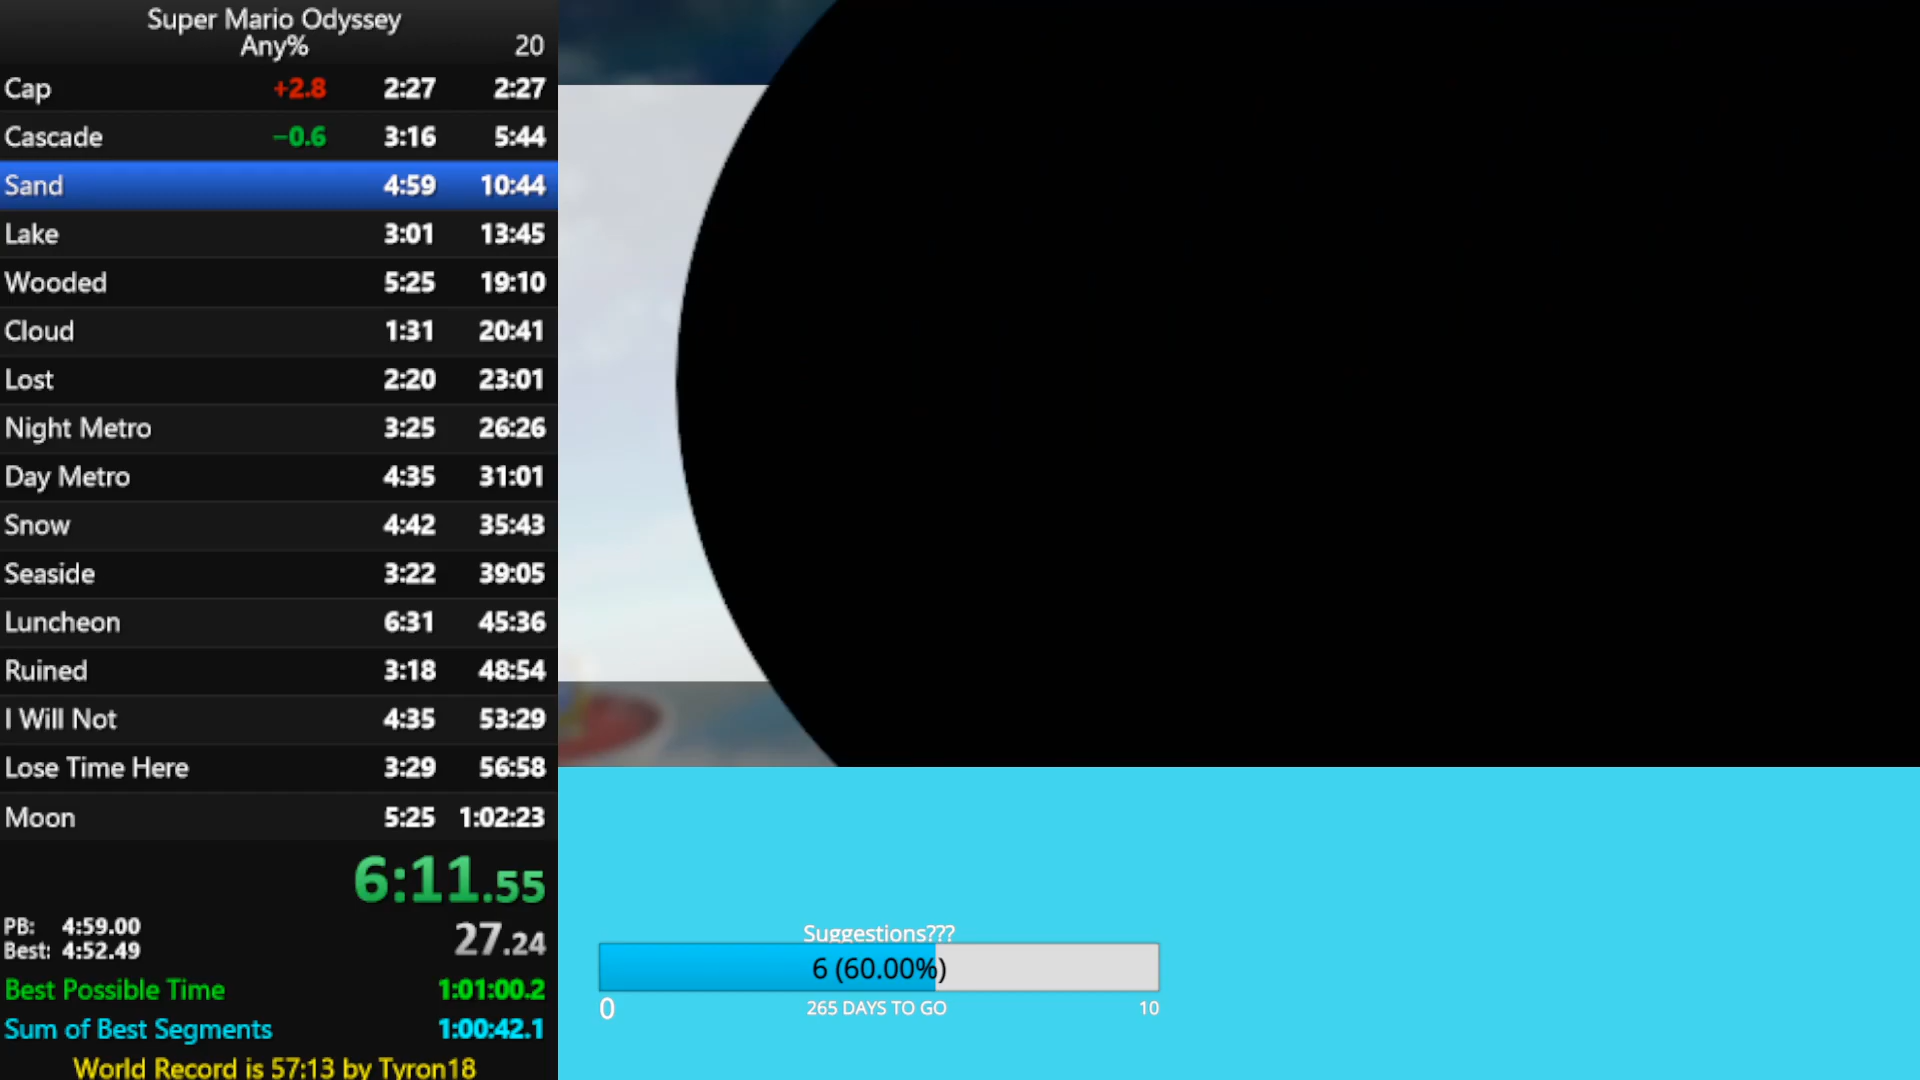 Super Mario Odyssey
Any% 20
Cap +2.8 2:27 2:27
Cascade −0.6 3:16 5:44
Sand 4:59 10:44
Lake 3:01 13:45
Wooded 5:25 19:10
Cloud 1:31 20:41
Lost 2:20 23:01
Night Metro 3:25 26:26
Day Metro 4:35 31:01
Snow 4:42 35:43
Seaside 3:22 39:05
Luncheon 6:31 45:36
Ruined 3:18 48:54
I Will Not 4:35 53:29
Lose Time Here 3:29 56:58
Moon 5:25 1:02:23
6:11.55
PB: 4:59.00 27.24
Best: 4:52.49
Best Possible Time 1:01:00.2
Sum of Best Segments 1:00:42.1
World Record is 57:13 by Tyron18
Suggestions???
6 (60.00%)
0 265 DAYS TO GO 10